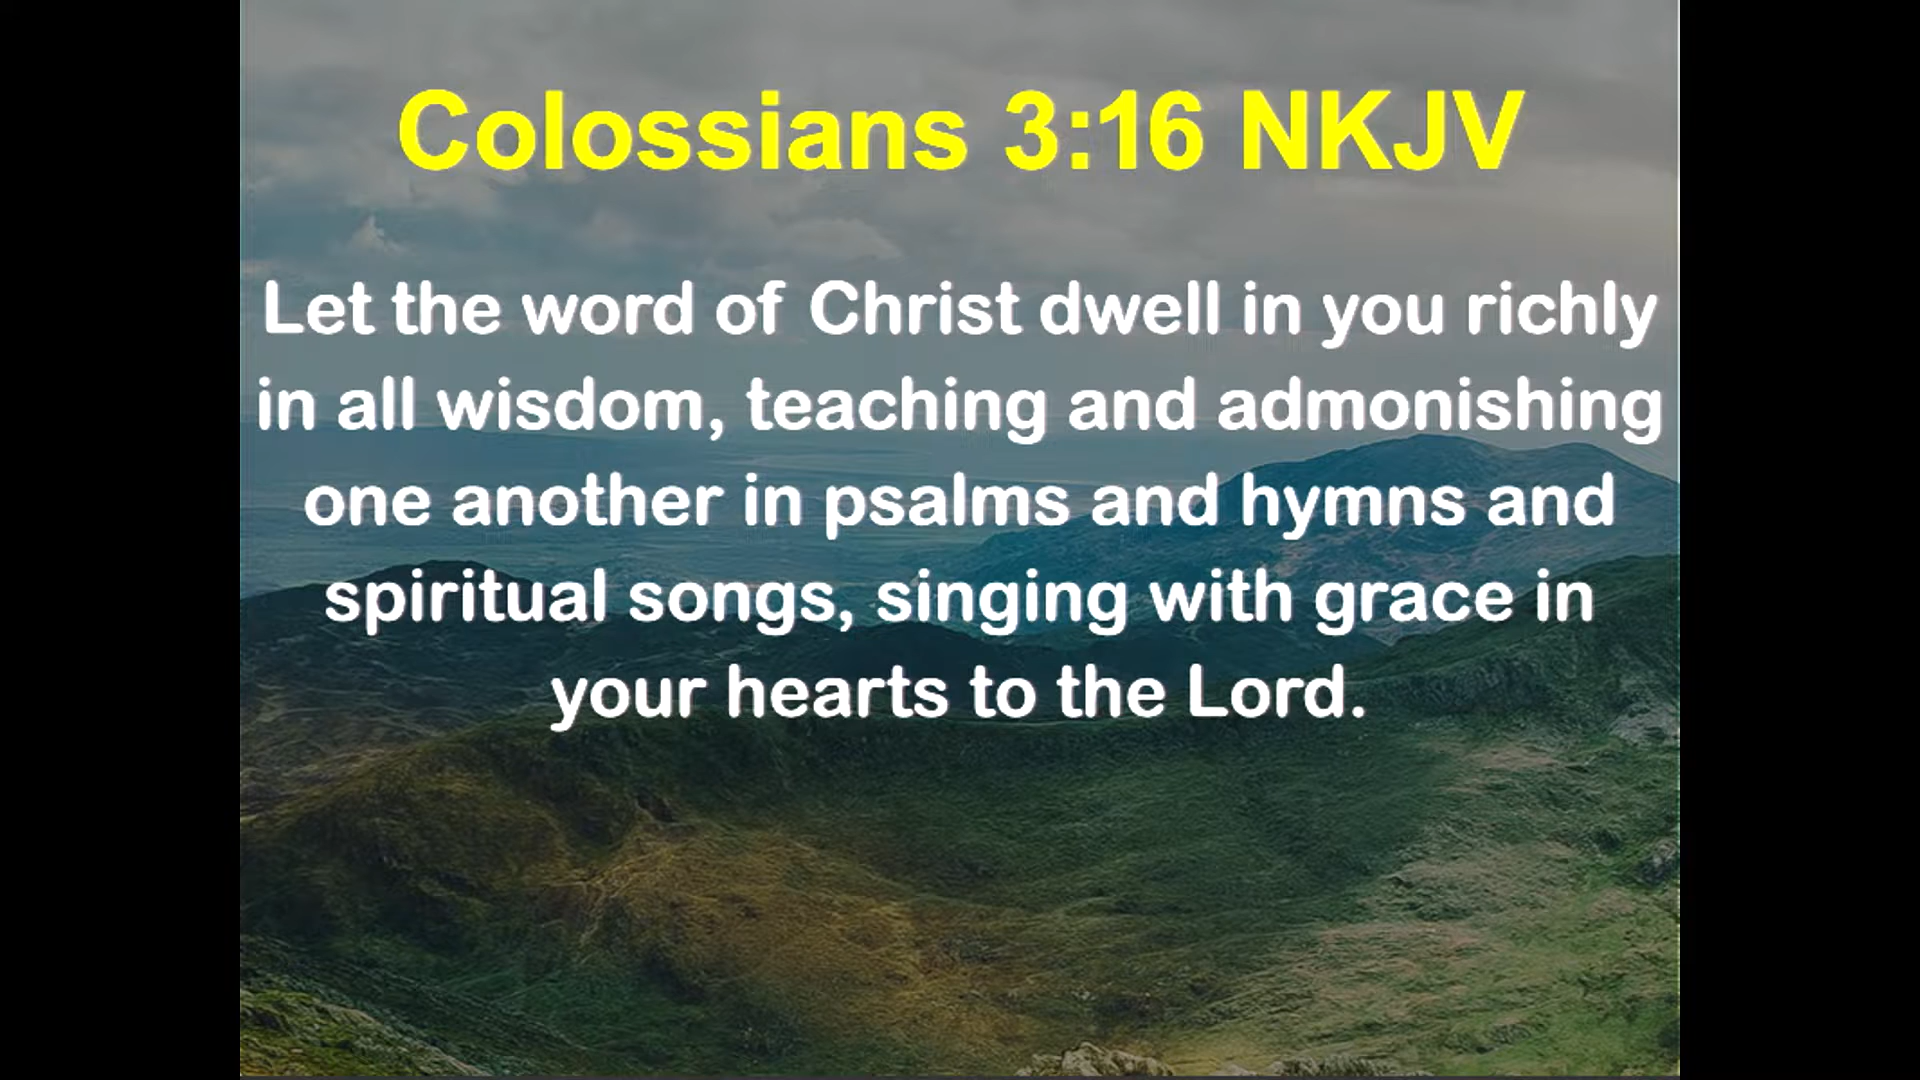 Colossians 3:16 NKJV
Let the word of Christ dwell in you richly
in all wisdom, teaching and admonishing
one another in psalms and hymns and
spiritual songs, singing with grace in
your hearts to the Lord.